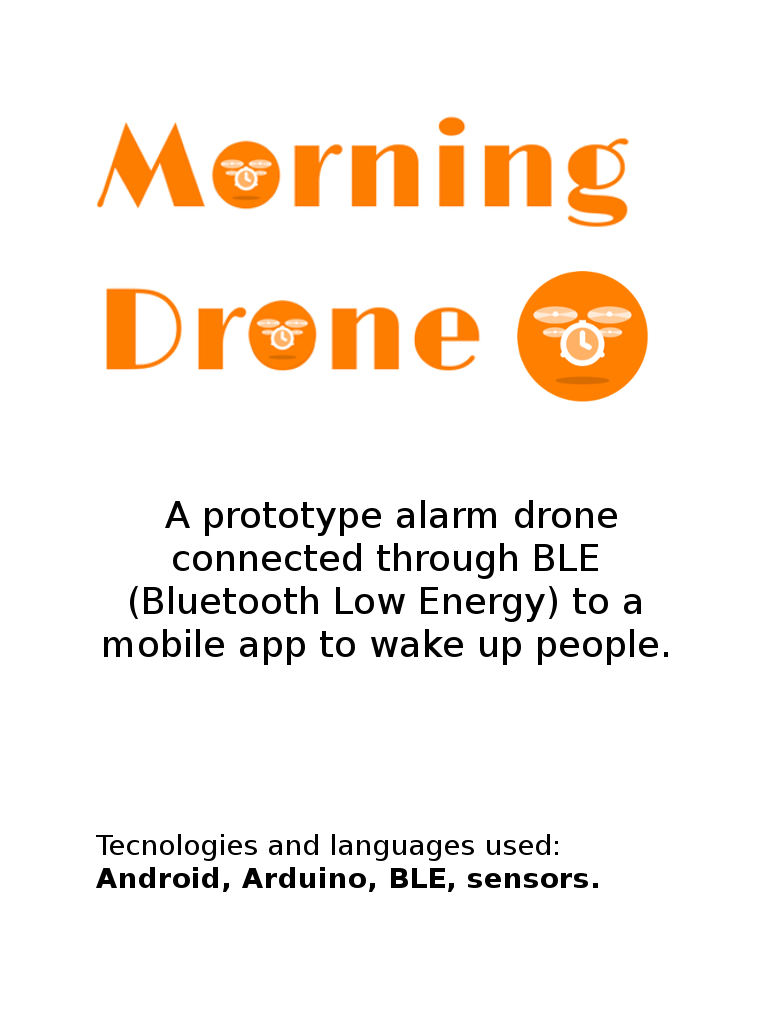 Morning
Drone
A prototype alarm drone
connected through BLE
(Bluetooth Low Energy) to a
mobile app to wake up people.
Tecnologies and languages used:
Android, Arduino, BLE, sensors.